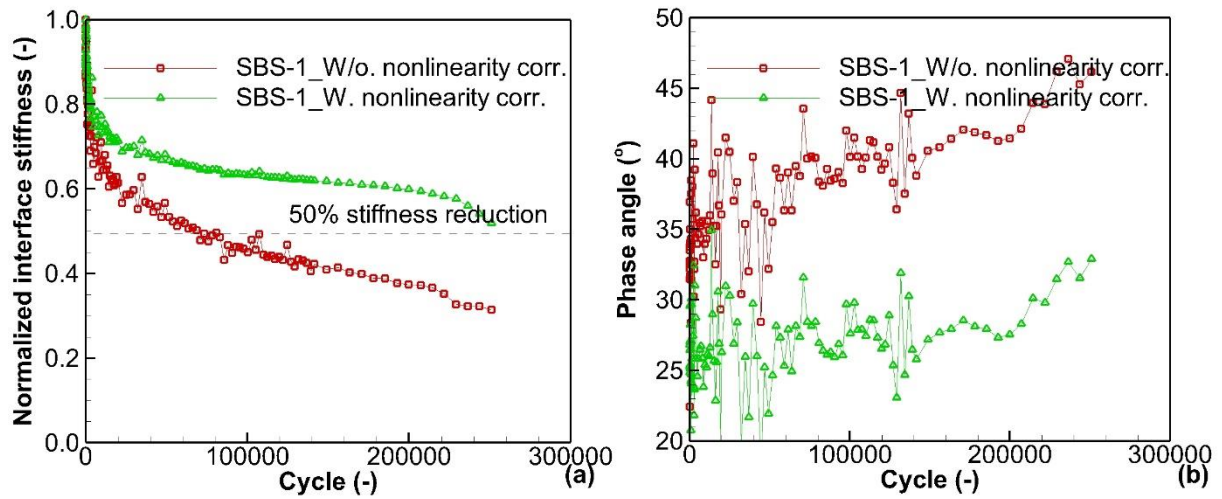 Normalized interface stiffness (-)
1.0
0.8
0.6
0.4
0.2
0.0
SBS-1_W/o. nonlinearity corr.
SBS-1_W. nonlinearity corr.
50% stiffness reduction
0 100000 200000 300000
Cycle (-)
(a)
Phase angle (°)
50
45
40
35
30
25
20
SBS-1_W/o. nonlinearity corr.
SBS-1_W. nonlinearity corr.
0 100000 200000 300000
Cycle (-)
(b)